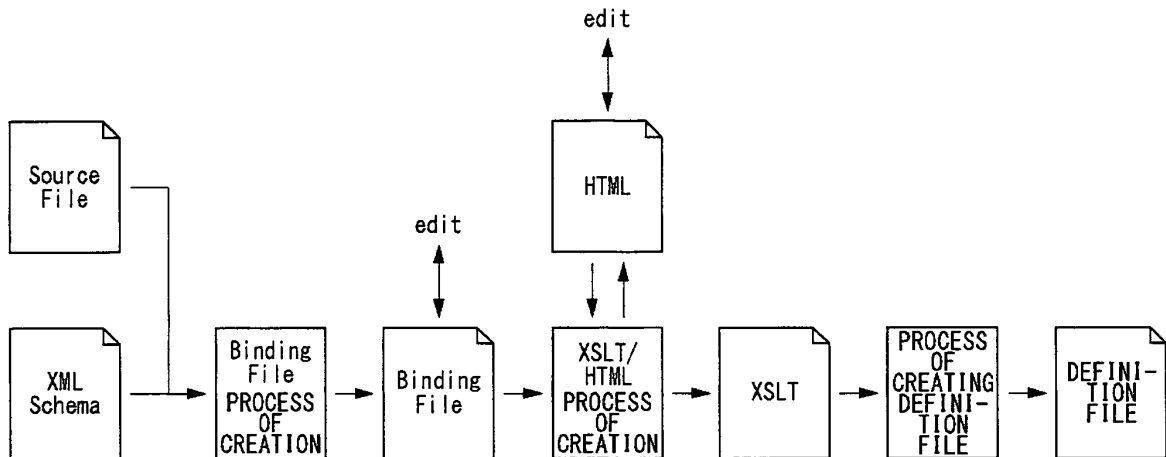 edit
Source
File
HTML
edit
XML
Schema
Binding
File
PROCESS
OF
CREATION
Binding
File
XSLT/
HTML
PROCESS
OF
CREATION
XSLT
PROCESS
OF
CREATING
DEFINI-
TION
FILE
DEFINI-
TION
FILE